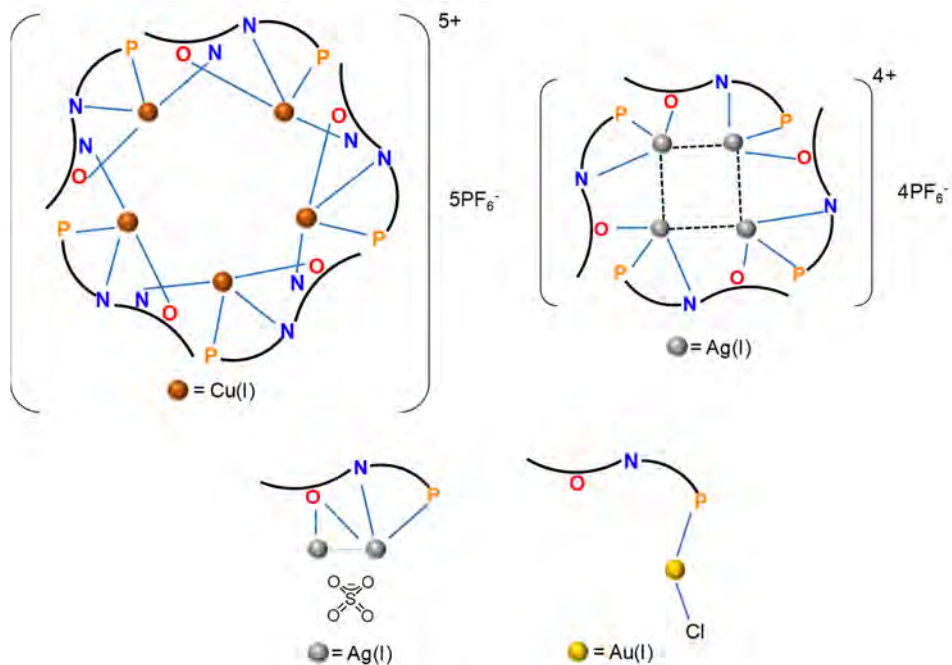 5+
N
P O N P
N
O
N
N N
O
P P
O
N
N N
O
N
P
5PF₆⁻
= Cu(I)
4+
N
O
P P
O
N
N
O
P O P
N
4PF₆⁻
= Ag(I)
N
O P
O O
S
O O
= Ag(I)
N
O
P
Cl
= Au(I)